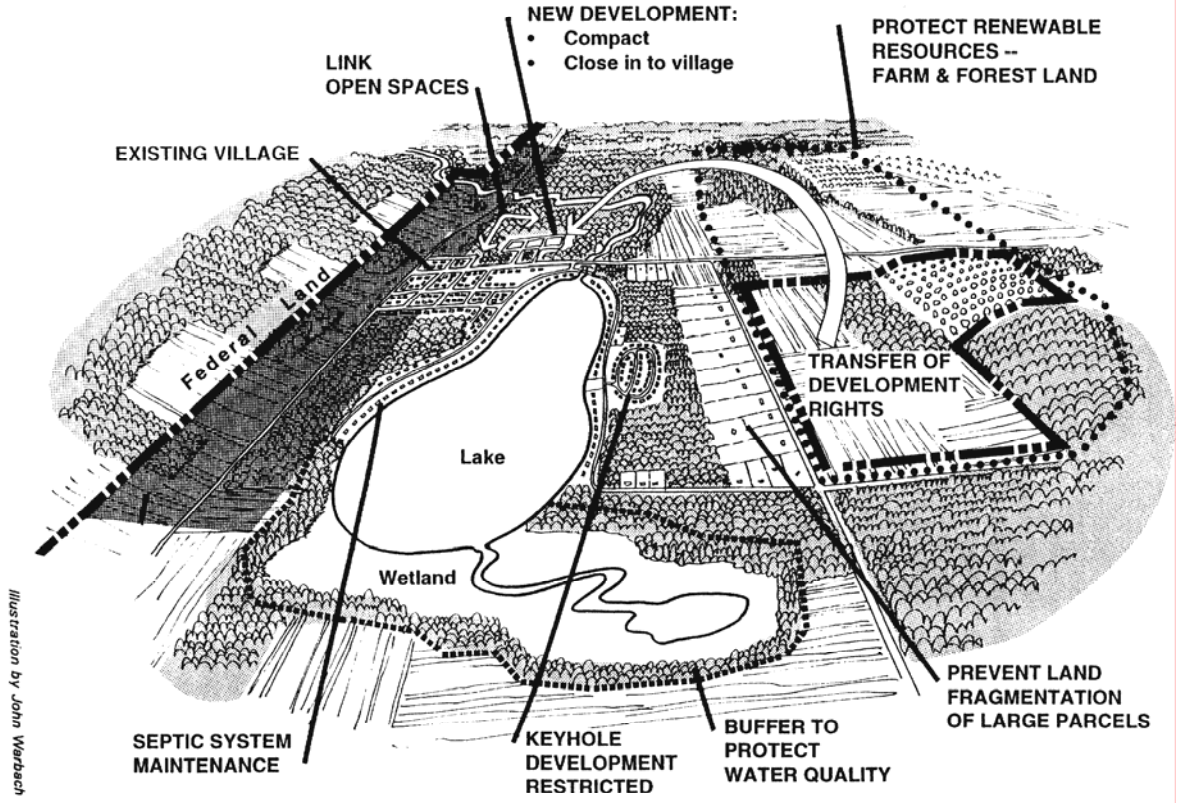 NEW DEVELOPMENT:
• Compact
• Close in to village
PROTECT RENEWABLE
RESOURCES --
FARM & FOREST LAND
LINK
OPEN SPACES
EXISTING VILLAGE
Federal Land
TRANSFER OF
DEVELOPMENT
RIGHTS
Lake
Wetland
Illustration by John Warbach
SEPTIC SYSTEM
MAINTENANCE
KEYHOLE
DEVELOPMENT
RESTRICTED
BUFFER TO
PROTECT
WATER QUALITY
PREVENT LAND
FRAGMENTATION
OF LARGE PARCELS